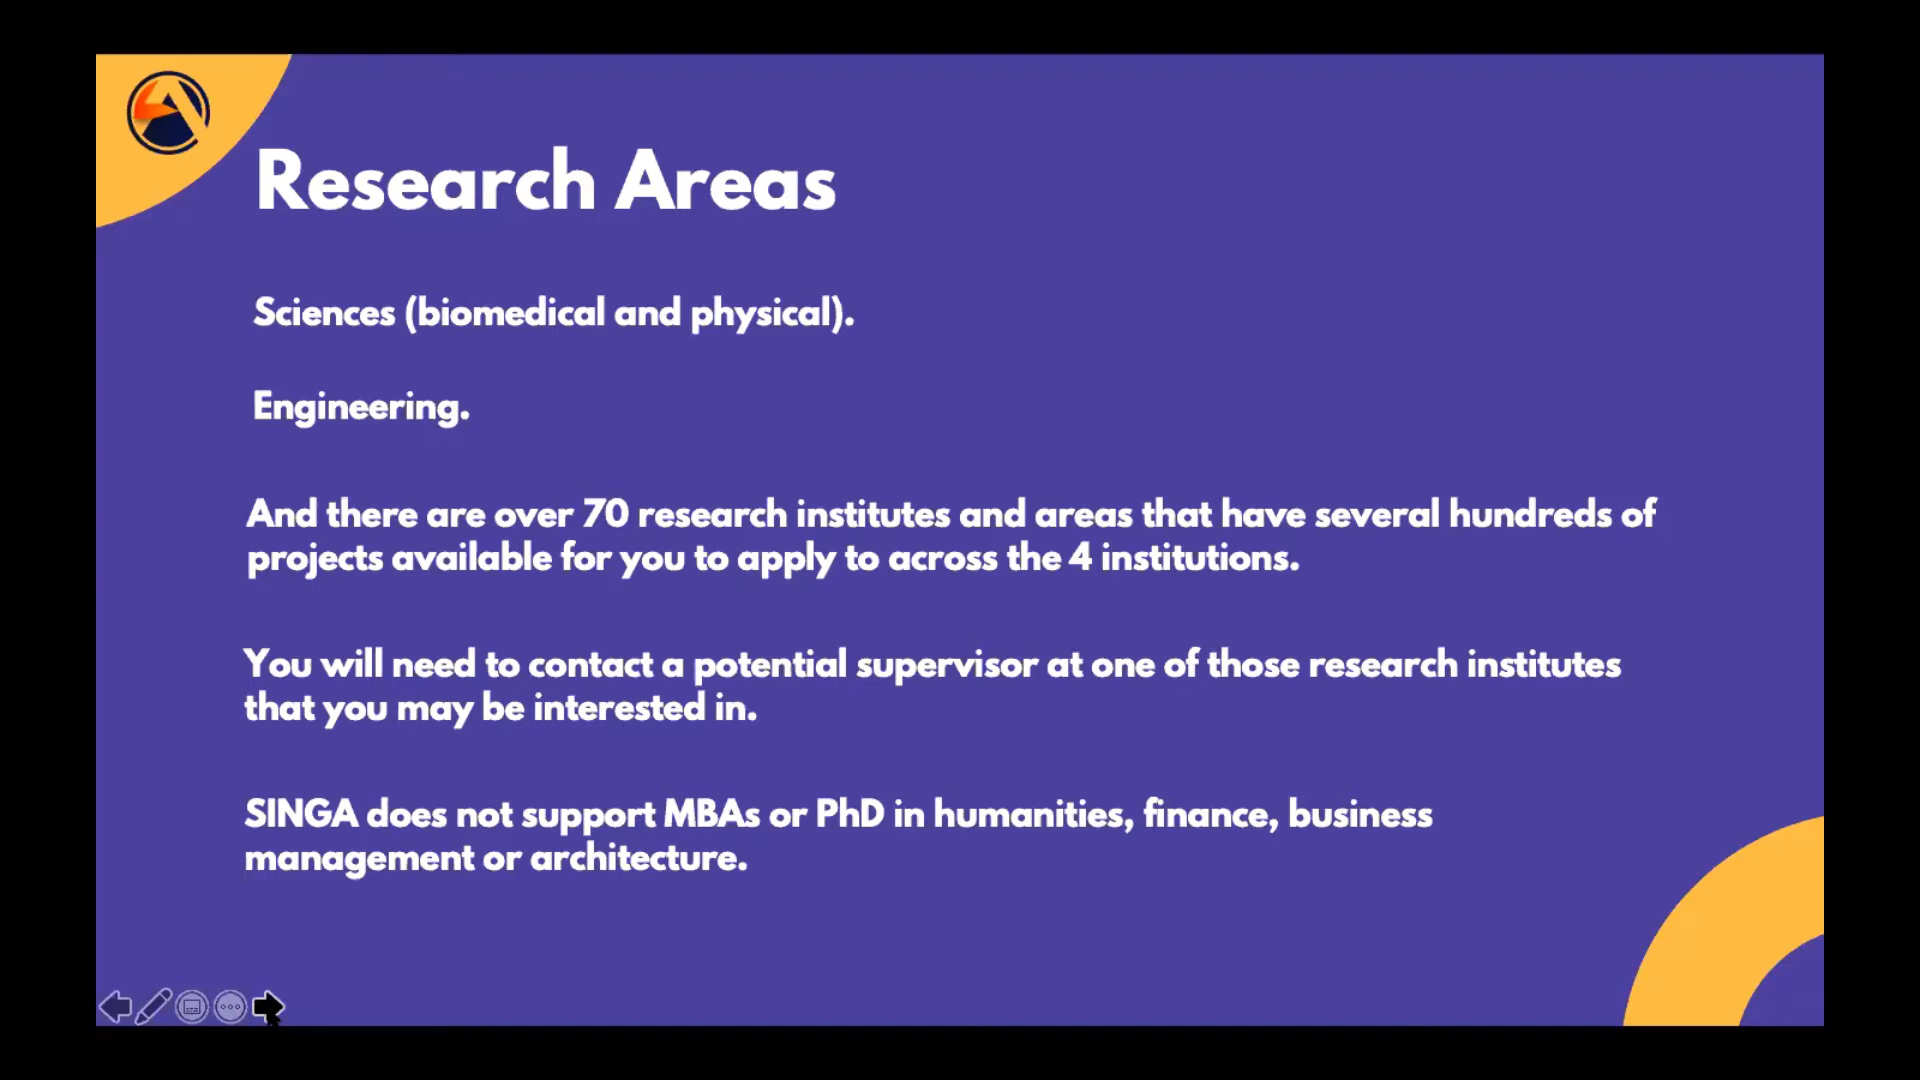 Research Areas
Sciences (biomedical and physical).
Engineering.
And there are over 70 research institutes and areas that have several hundreds of
projects available for you to apply to across the 4 institutions.
You will need to contact a potential supervisor at one of those research institutes
that you may be interested in.
SINGA does not support MBAs or PhD in humanities, finance, business
management or architecture.